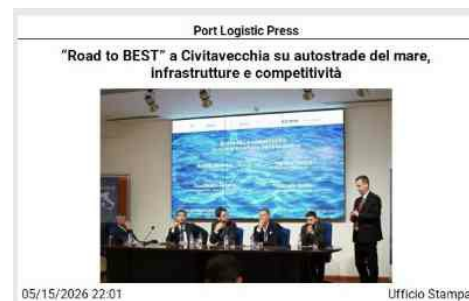 Port Logistic Press
“Road to BEST” a Civitavecchia su autostrade del mare,
infrastrutture e competitività
05/15/2026 22:01
Ufficio Stampa